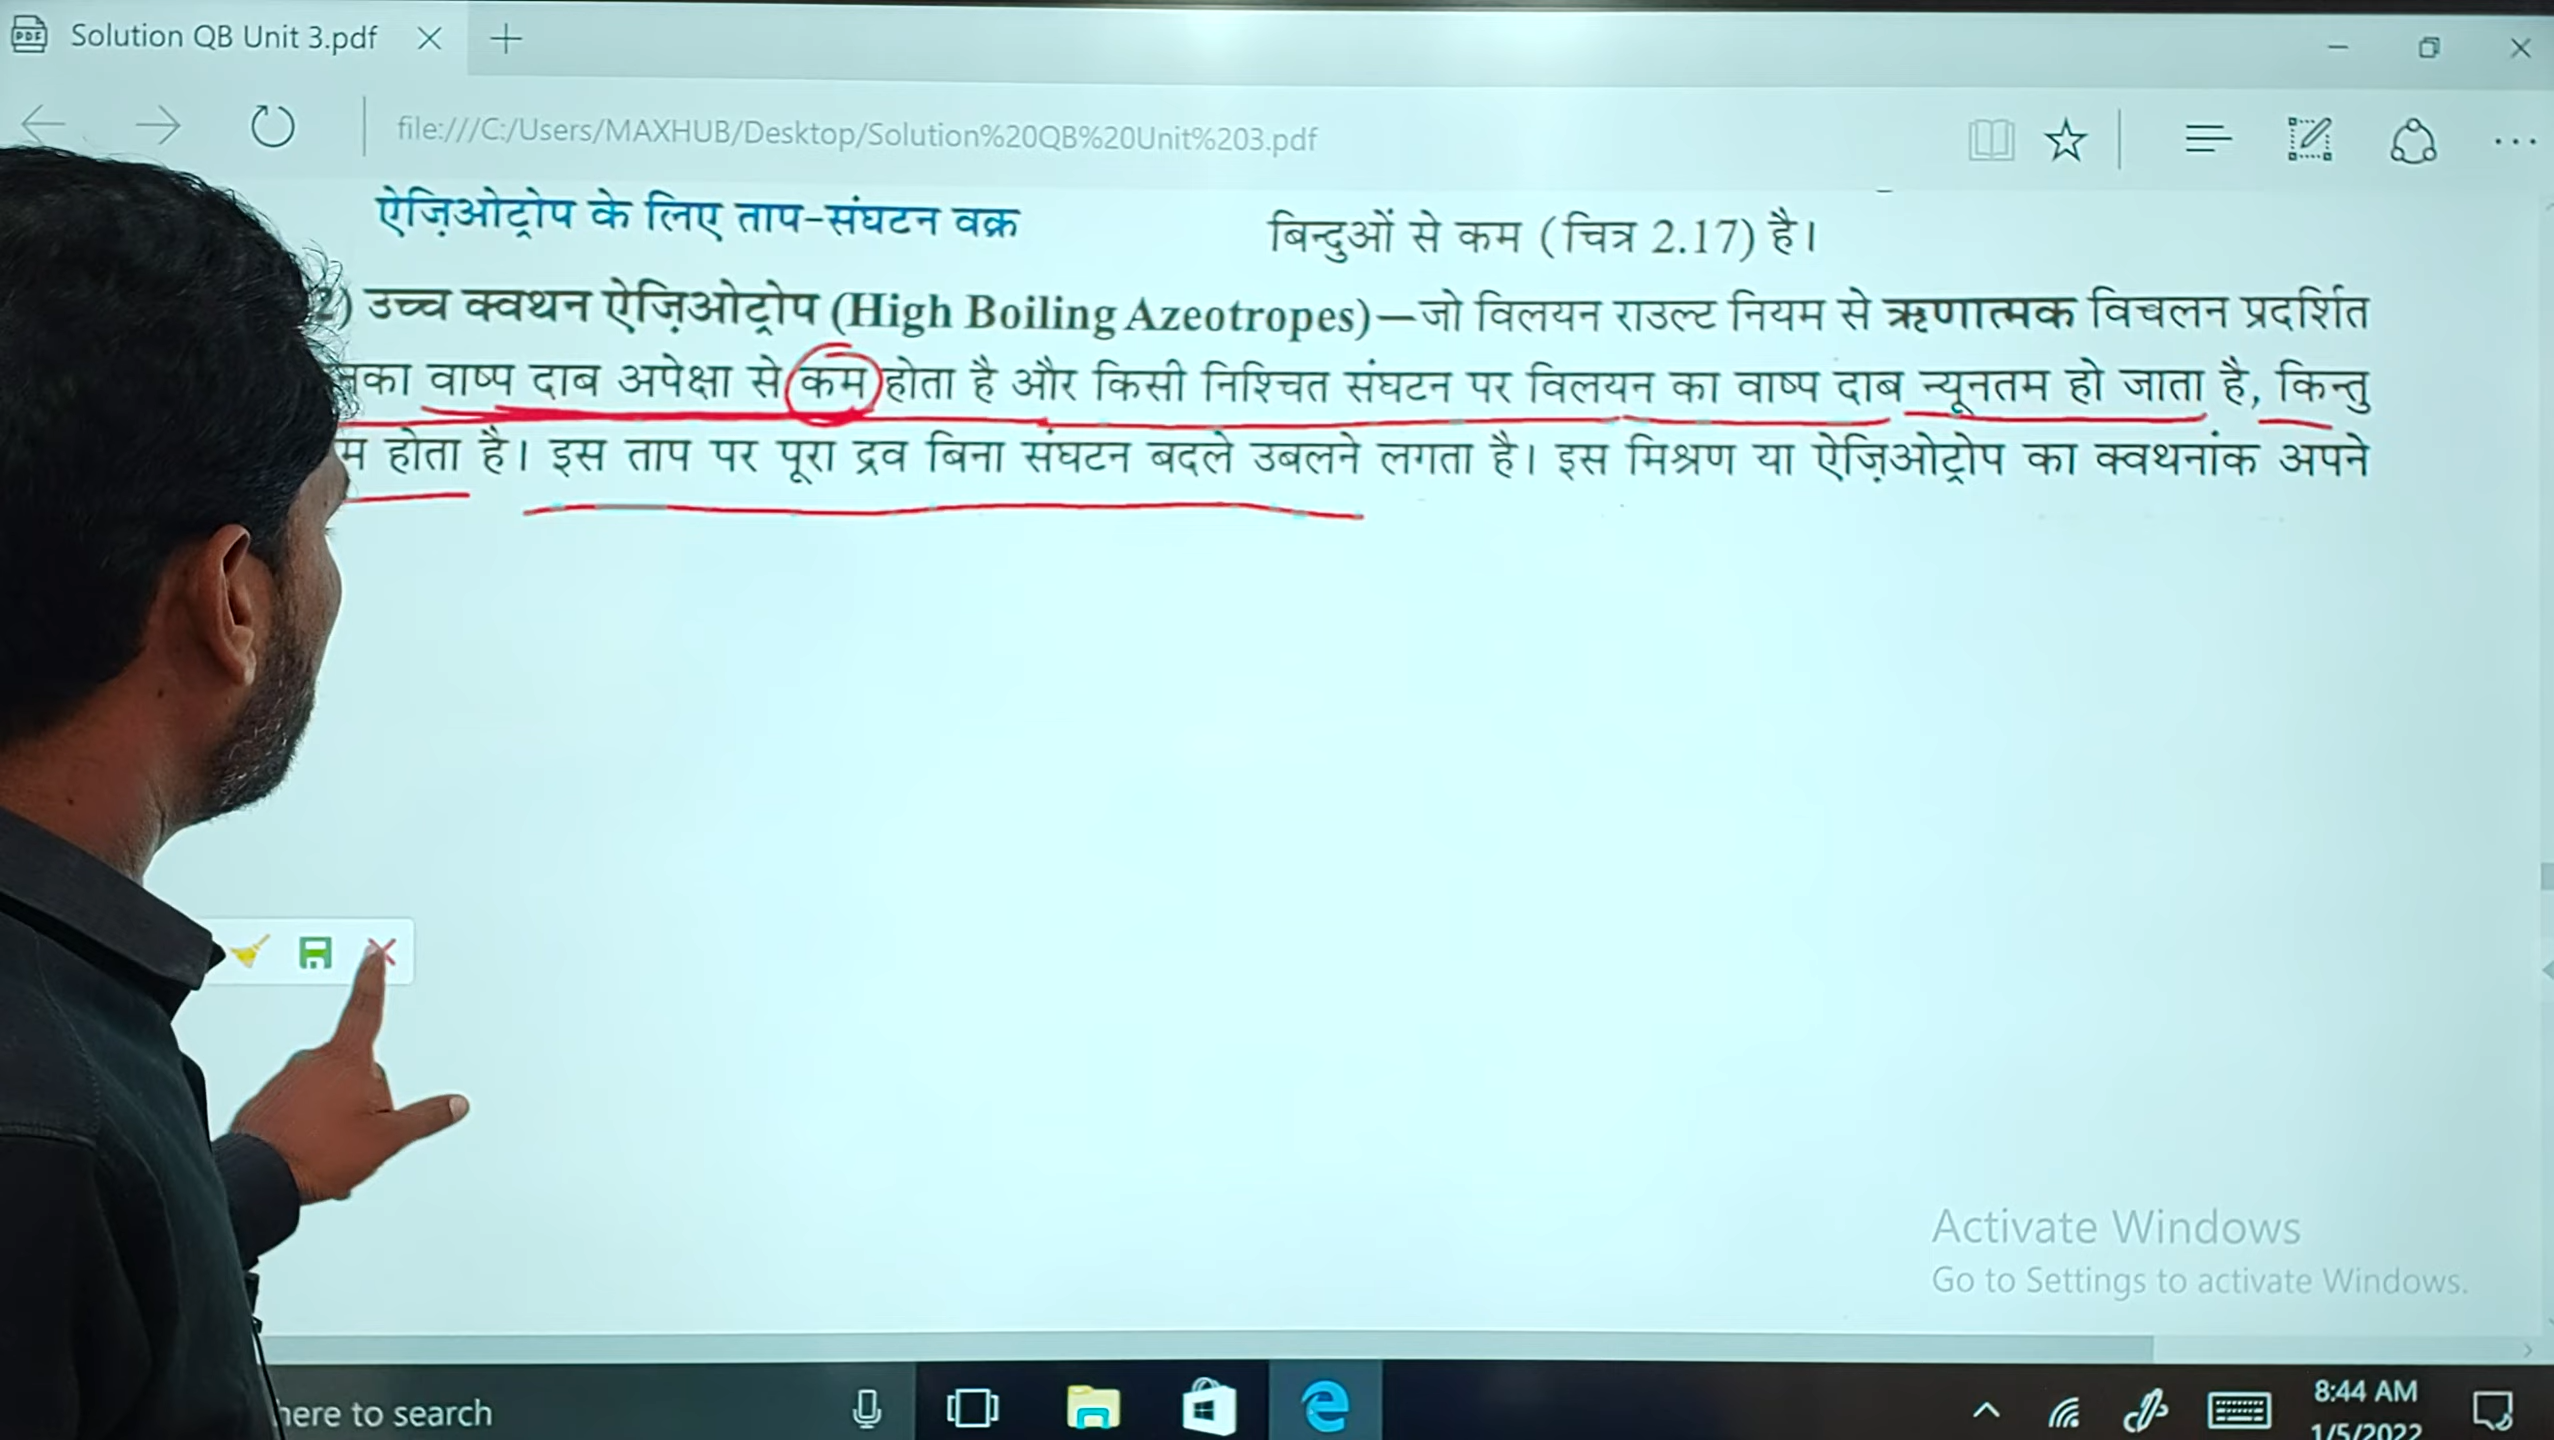 Solution QB Unit 3.pdf
file:///C:/Users/MAXHUB/Desktop/Solution%20QB%20Unit%203.pdf
ऐज़िओट्रोप के लिए ताप-संघटन वक्र
बिन्दुओं से कम (चित्र 2.17) है।
2) उच्च क्वथन ऐज़िओट्रोप (High Boiling Azeotropes)—जो विलयन राउल्ट नियम से ऋणात्मक विचलन प्रदर्शित
वाष्प दाब अपेक्षा से कम होता है और किसी निश्चित संघटन पर विलयन का वाष्प दाब न्यूनतम हो जाता है, किन्तु
होता है। इस ताप पर पूरा द्रव बिना संघटन बदले उबलने लगता है। इस मिश्रण या ऐज़िओट्रोप का क्वथनांक अपने
Activate Windows
Go to Settings to activate Windows.
here to search
8:44 AM
1/5/2022